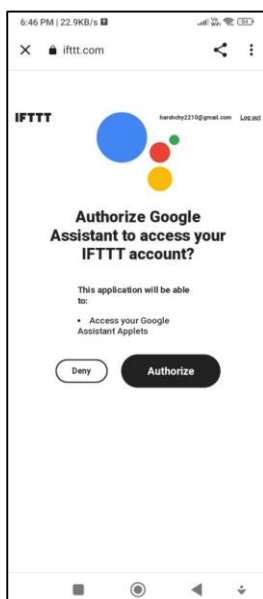 6:46 PM | 22.9KB/s
ifttt.com
IFTTT
harshchy2210@gmail.com Log out
Authorize Google
Assistant to access your
IFTTT account?
This application will be able
to:
• Access your Google
Assistant Applets
Deny
Authorize